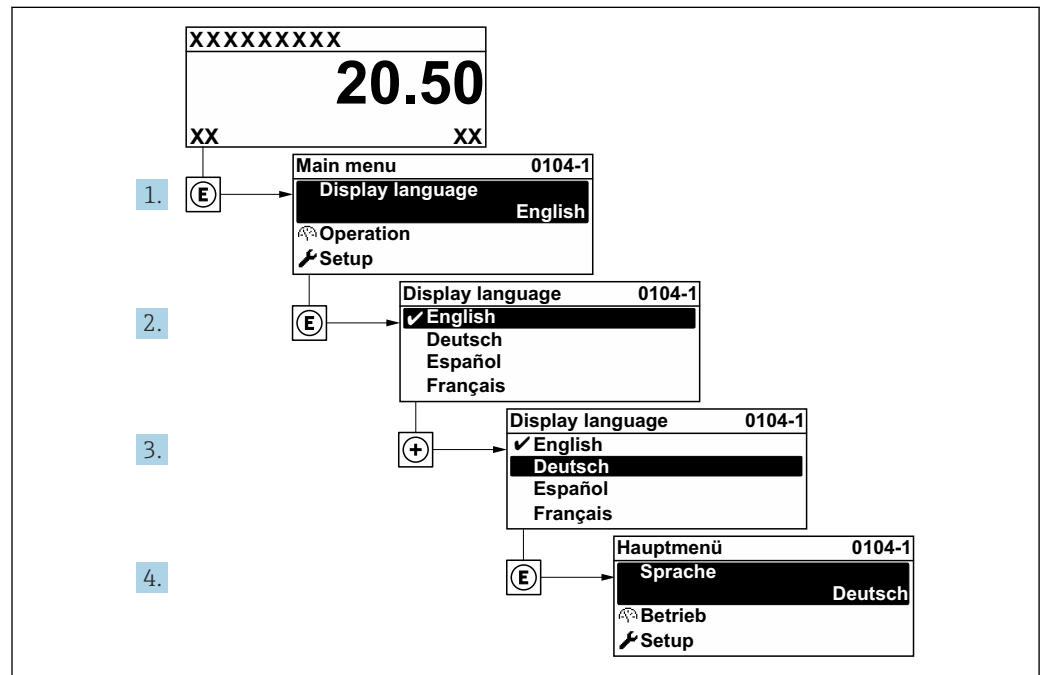 XXXXXXXXX
20.50
XX XX
1. E
Main menu 0104-1
Display language
English
Operation
Setup
2. E
Display language 0104-1
✔English
Deutsch
Español
Français
3. +
Display language 0104-1
✔English
Deutsch
Español
Français
4. E
Hauptmenü 0104-1
Sprache
Deutsch
Betrieb
Setup